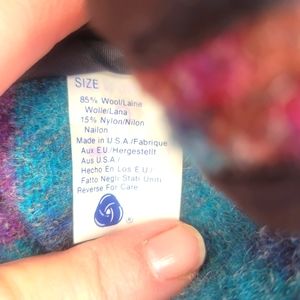 SIZE
85% Wool/Laine
Wolle/Lana
15% Nylon/Nilon
Nailon
Made in U.S.A./Fabrique
Aux E.U./Hergestellt
Aus U.S.A./
Hecho En Los E.U./
Fatto Negli Stati Uniti
Reverse For Care